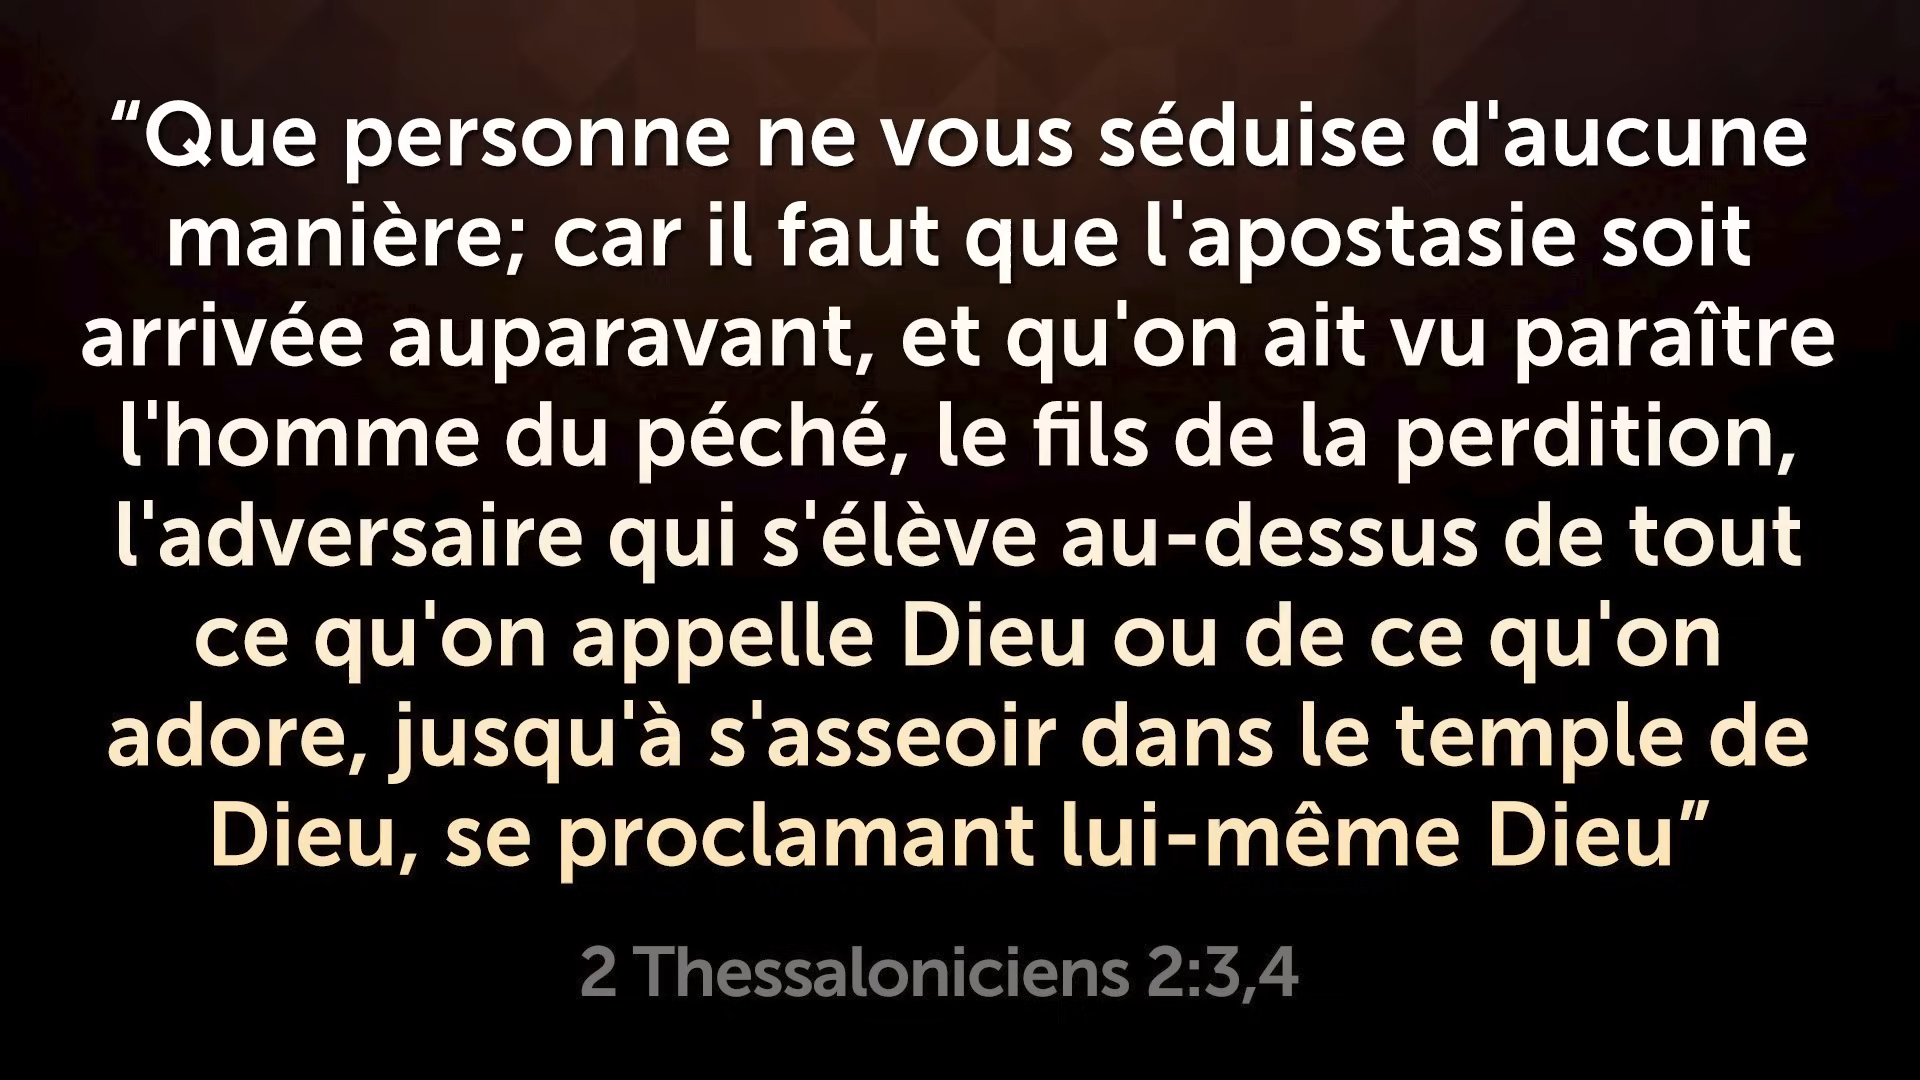 “Que personne ne vous séduise d'aucune
manière; car il faut que l'apostasie soit
arrivée auparavant, et qu'on ait vu paraître
l'homme du péché, le fils de la perdition,
l'adversaire qui s'élève au-dessus de tout
ce qu'on appelle Dieu ou de ce qu'on
adore, jusqu'à s'asseoir dans le temple de
Dieu, se proclamant lui-même Dieu”
2 Thessaloniciens 2:3,4